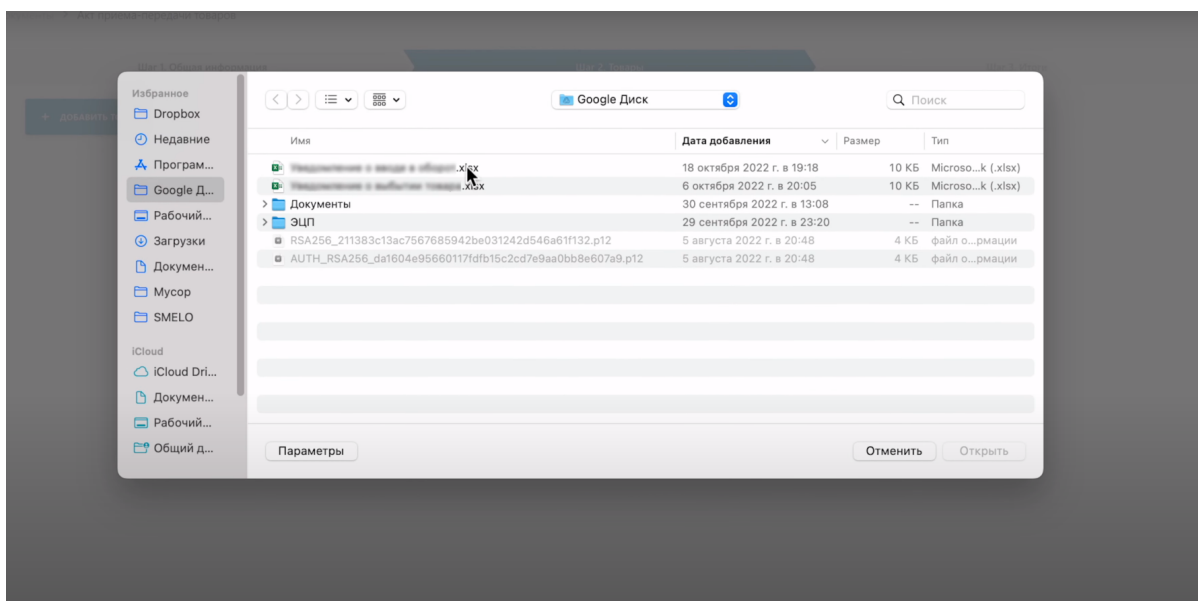 Акт приема-передачи товаров
Шаг 1. Общая информация
Шаг 2. Товары
Избранное
Dropbox
Недавние
Програм...
Google Д...
Рабочий...
Загрузки
Докумен...
Мусор
SMELO
iCloud
iCloud Dri...
Докумен...
Рабочий...
Общий д...
Google Диск
Поиск
Имя Дата добавления Размер Тип
.xlsx 18 октября 2022 г. в 19:18 10 КБ Microso...k (.xlsx)
.xlsx 6 октября 2022 г. в 20:05 10 КБ Microso...k (.xlsx)
Документы 30 сентября 2022 г. в 13:08 -- Папка
ЭЦП 29 сентября 2022 г. в 23:20 -- Папка
RSA256_211383c13ac7567685942be031242d546a61f132.p12 5 августа 2022 г. в 20:48 4 КБ файл о...рмации
AUTH_RSA256_da1604e95660117fdfb15c2cd7e9aa0bb8e607a9.p12 5 августа 2022 г. в 20:48 4 КБ файл о...рмации
Параметры
Отменить
Открыть